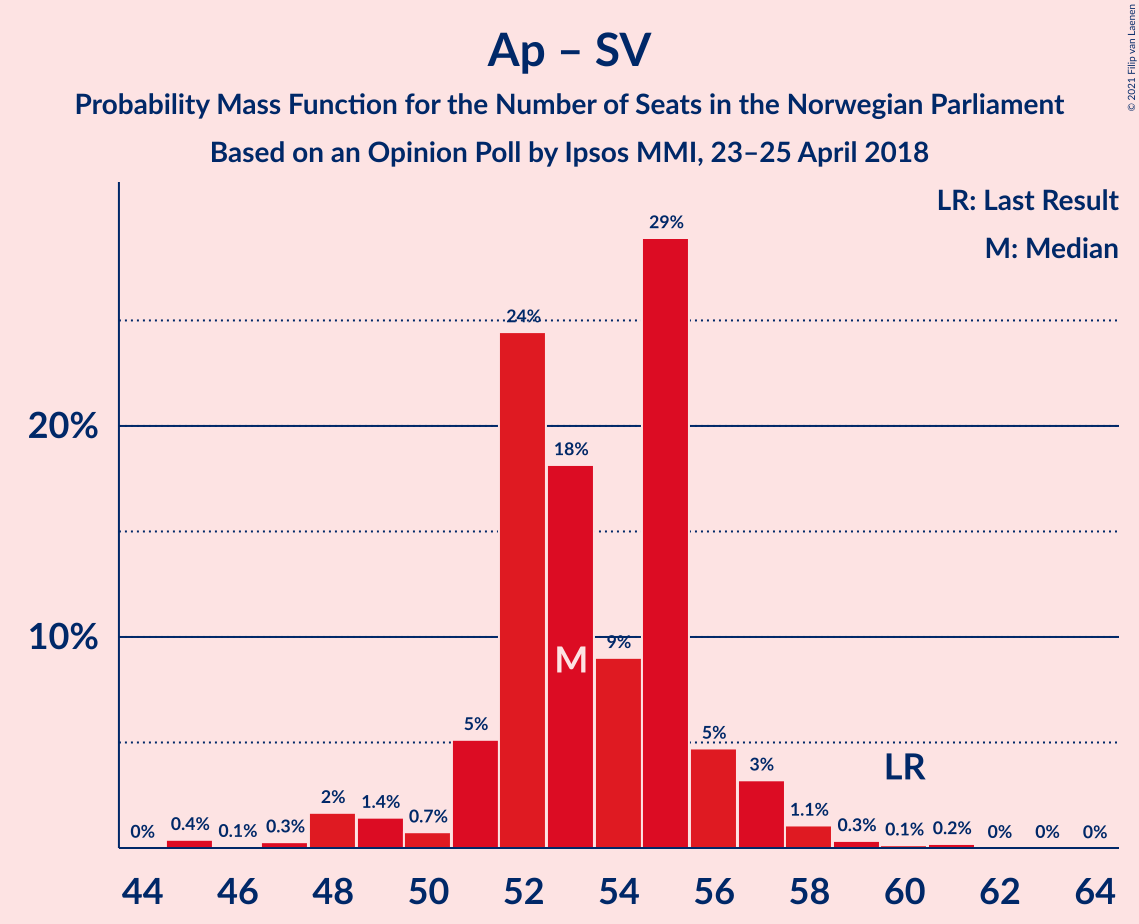 Ap – SV
Probability Mass Function for the Number of Seats in the Norwegian Parliament
Based on an Opinion Poll by Ipsos MMI, 23–25 April 2018
© 2021 Filip van Laenen
LR: Last Result
M: Median
29%
24%
20%
18%
10%
9%
M
5%
5%
3%
LR
2%
1.4%
1.1%
0.7%
0% 0.4% 0.1% 0.3%
0.3% 0.1% 0.2% 0% 0% 0%
44 46 48 50 52 54 56 58 60 62 64